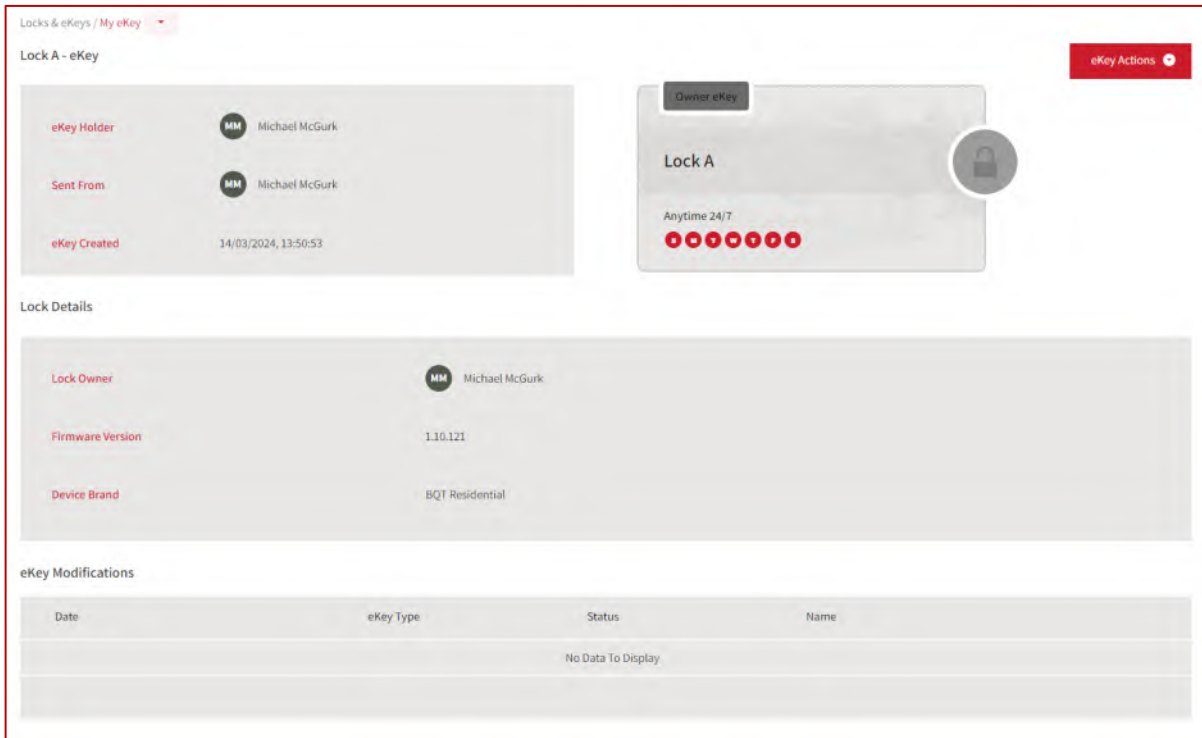 Locks & eKeys / My eKey
Lock A - eKey
eKey Actions
eKey Holder MM Michael McGurk
Sent From MM Michael McGurk
eKey Created 14/03/2024, 13:50:53
Owner eKey
Lock A
Anytime 24/7
S M T W T F S
Lock Details
Lock Owner MM Michael McGurk
Firmware Version 1.10.121
Device Brand BQT Residential
eKey Modifications
Date eKey Type Status Name
No Data To Display